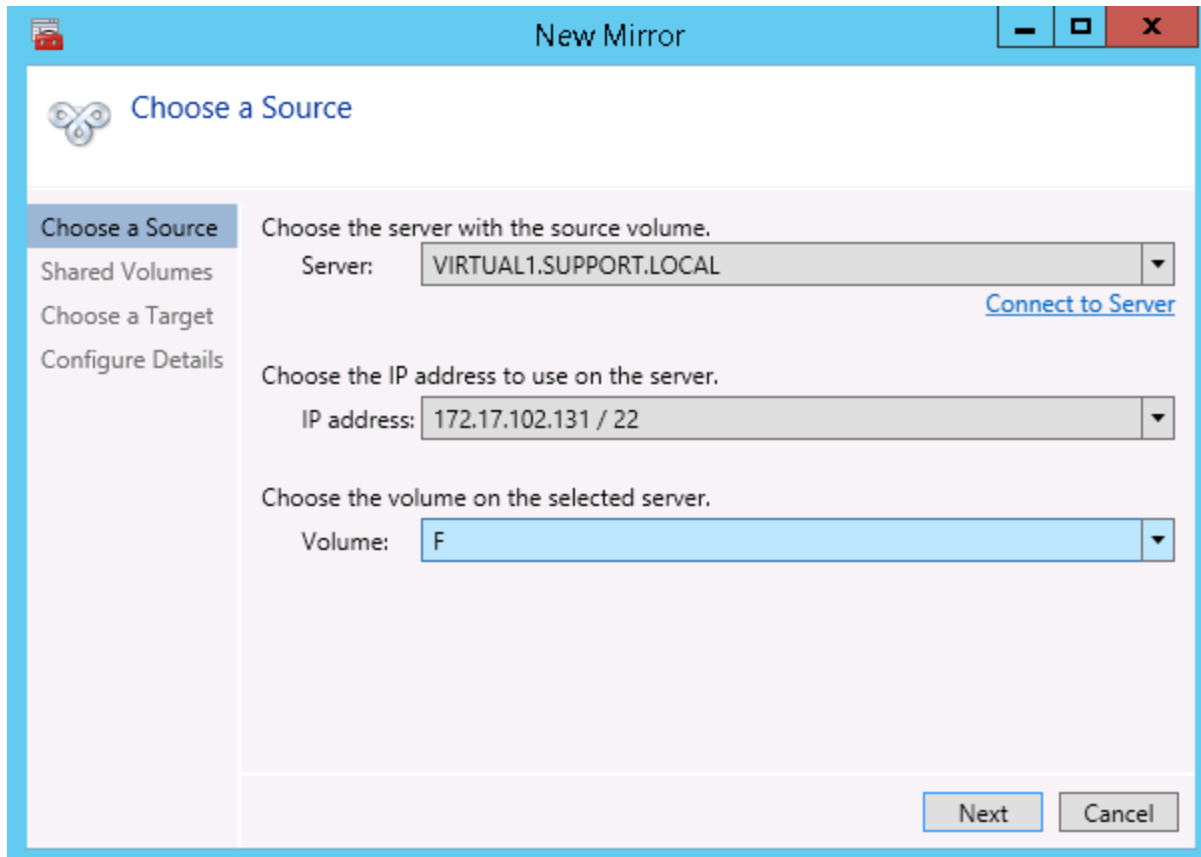 New Mirror
Choose a Source
Choose a Source
Shared Volumes
Choose a Target
Configure Details
Choose the server with the source volume.
Server: VIRTUAL1.SUPPORT.LOCAL
Connect to Server
Choose the IP address to use on the server.
IP address: 172.17.102.131 / 22
Choose the volume on the selected server.
Volume: F
Next Cancel